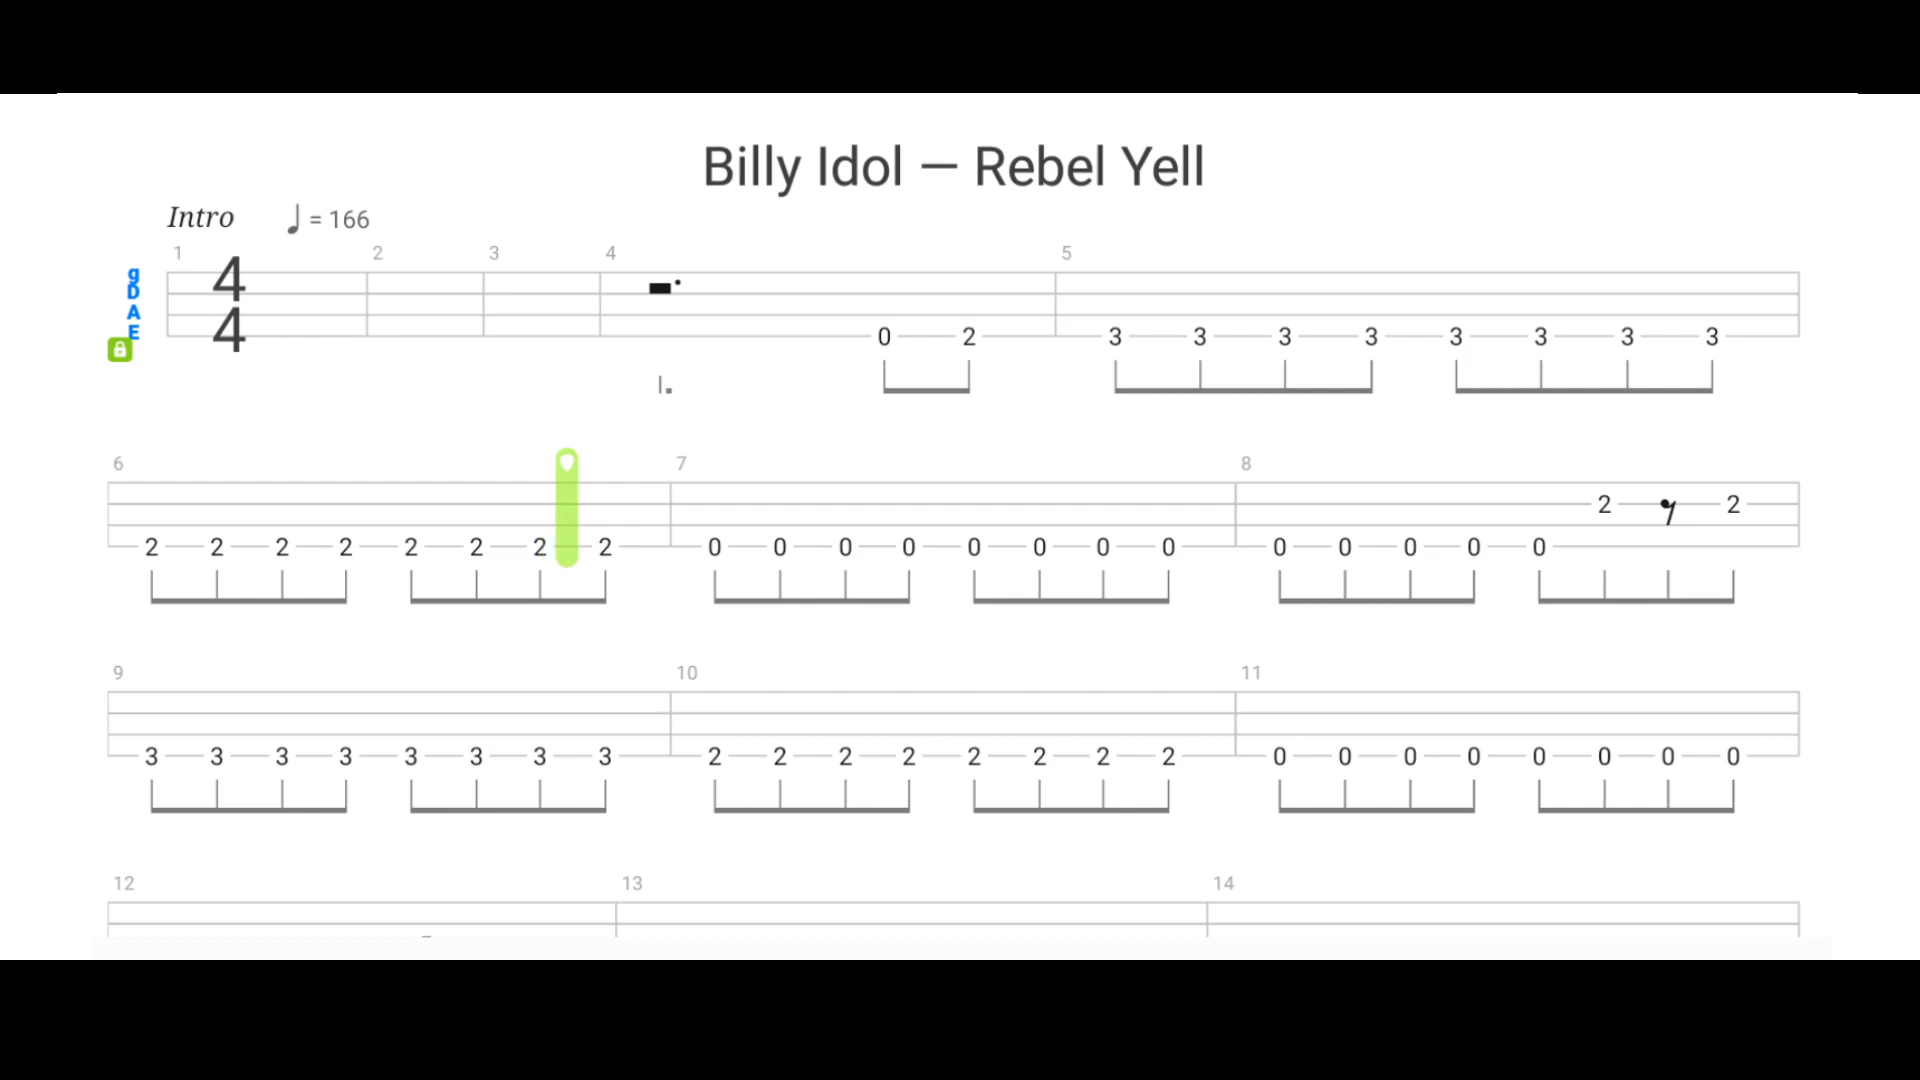 Billy Idol — Rebel Yell
Intro ♩ = 166
1 2 3 4 5
4
4
g
D
A
E
0 2 3 3 3 3 3 3 3 3
6 7 8
2 2
2 2 2 2 2 2 2 2 0 0 0 0 0 0 0 0 0 0 0 0 0
9 10 11
3 3 3 3 3 3 3 3 2 2 2 2 2 2 2 2 0 0 0 0 0 0 0 0
12 13 14